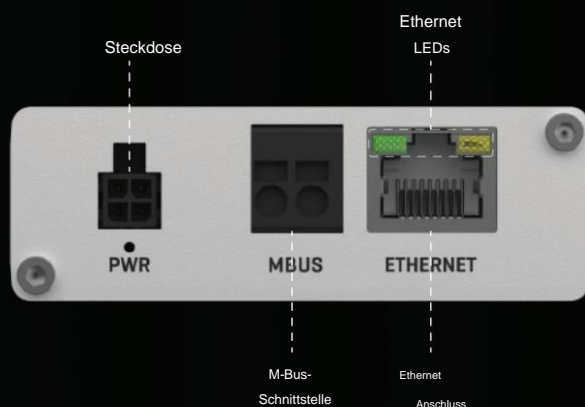 Ethernet
LEDs
Steckdose
PWR
MBUS
ETHERNET
M-Bus-
Schnittstelle
Ethernet
Anschluss